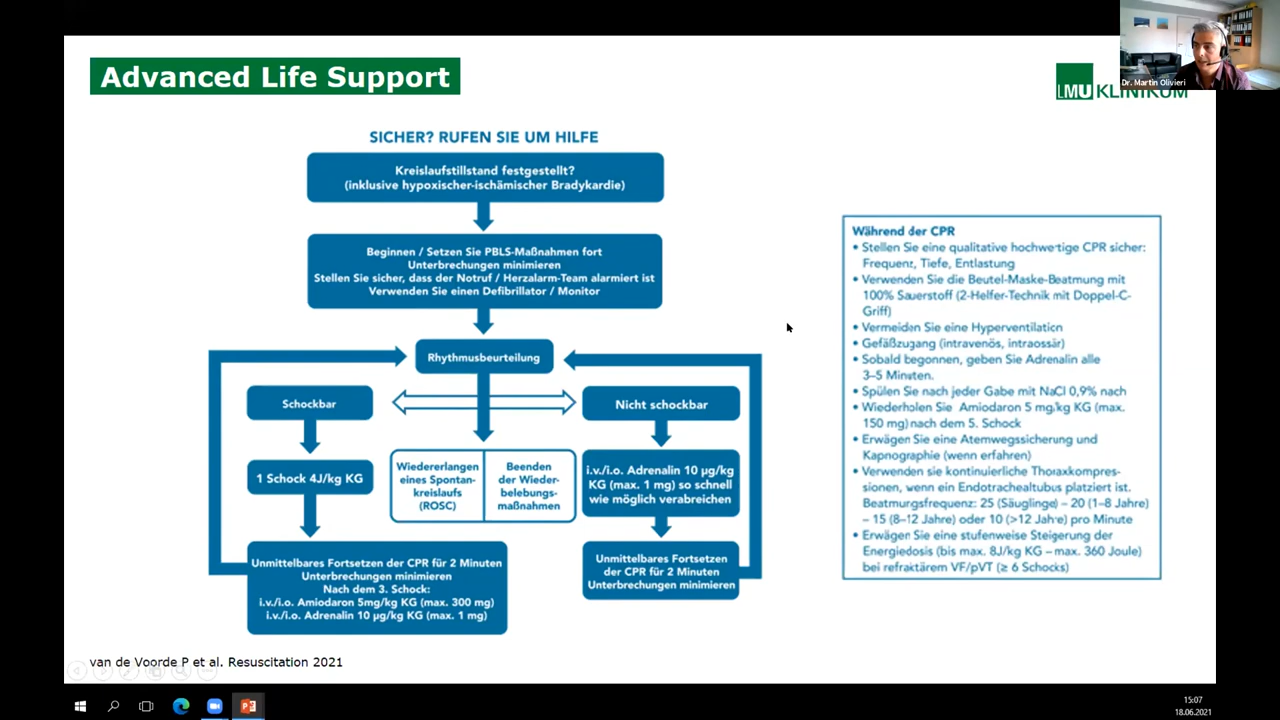 Advanced Life Support
Dr. Martin Olivieri
LMU KLINIKUM
SICHER? RUFEN SIE UM HILFE
Kreislaufstillstand festgestellt?
(inklusive hypoxischer-ischämischer Bradykardie)
Beginnen / Setzen Sie PBLS-Maßnahmen fort
Unterbrechungen minimieren
Stellen Sie sicher, dass der Notruf / Herzalarm-Team alarmiert ist
Verwenden Sie einen Defibrillator / Monitor
Rhythmusbeurteilung
Schockbar
Nicht schockbar
1 Schock 4J/kg KG
Wiedererlangen
eines Spontan-
kreislaufs
(ROSC)
Beenden
der Wieder-
belebungs-
maßnahmen
i.v./i.o. Adrenalin 10 µg/kg
KG (max. 1 mg) so schnell
wie möglich verabreichen
Unmittelbares Fortsetzen der CPR für 2 Minuten
Unterbrechungen minimieren
Nach dem 3. Schock:
i.v./i.o. Amiodaron 5mg/kg KG (max. 300 mg)
i.v./i.o. Adrenalin 10 µg/kg KG (max. 1 mg)
Unmittelbares Fortsetzen
der CPR für 2 Minuten
Unterbrechungen minimieren
Während der CPR
• Stellen Sie eine qualitative hochwertige CPR sicher:
Frequenz, Tiefe, Entlastung
• Verwenden Sie die Beutel-Maske-Beatmung mit
100% Sauerstoff (2-Helfer-Technik mit Doppel-C-
Griff)
• Vermeiden Sie eine Hyperventilation
• Gefäßzugang (intravenös, intraossär)
• Sobald begonnen, geben Sie Adrenalin alle
3–5 Minuten.
• Spülen Sie nach jeder Gabe mit NaCl 0,9% nach
• Wiederholen Sie Amiodaron 5 mg/kg KG (max.
150 mg) nach dem 5. Schock
• Erwägen Sie eine Atemwegssicherung und
Kapnographie (wenn erfahren)
• Verwenden sie kontinuierliche Thoraxkompres-
sionen, wenn ein Endotrachealtubus platziert ist.
Beatmungsfrequenz: 25 (Säuglinge) – 20 (1–8 Jahre)
– 15 (8–12 Jahre) oder 10 (>12 Jahre) pro Minute
• Erwägen Sie eine stufenweise Steigerung der
Energiedosis (bis max. 8J/kg KG – max. 360 Joule)
bei refraktärem VF/pVT (≥ 6 Schocks)
van de Voorde P et al. Resuscitation 2021
15:07
18.06.2021